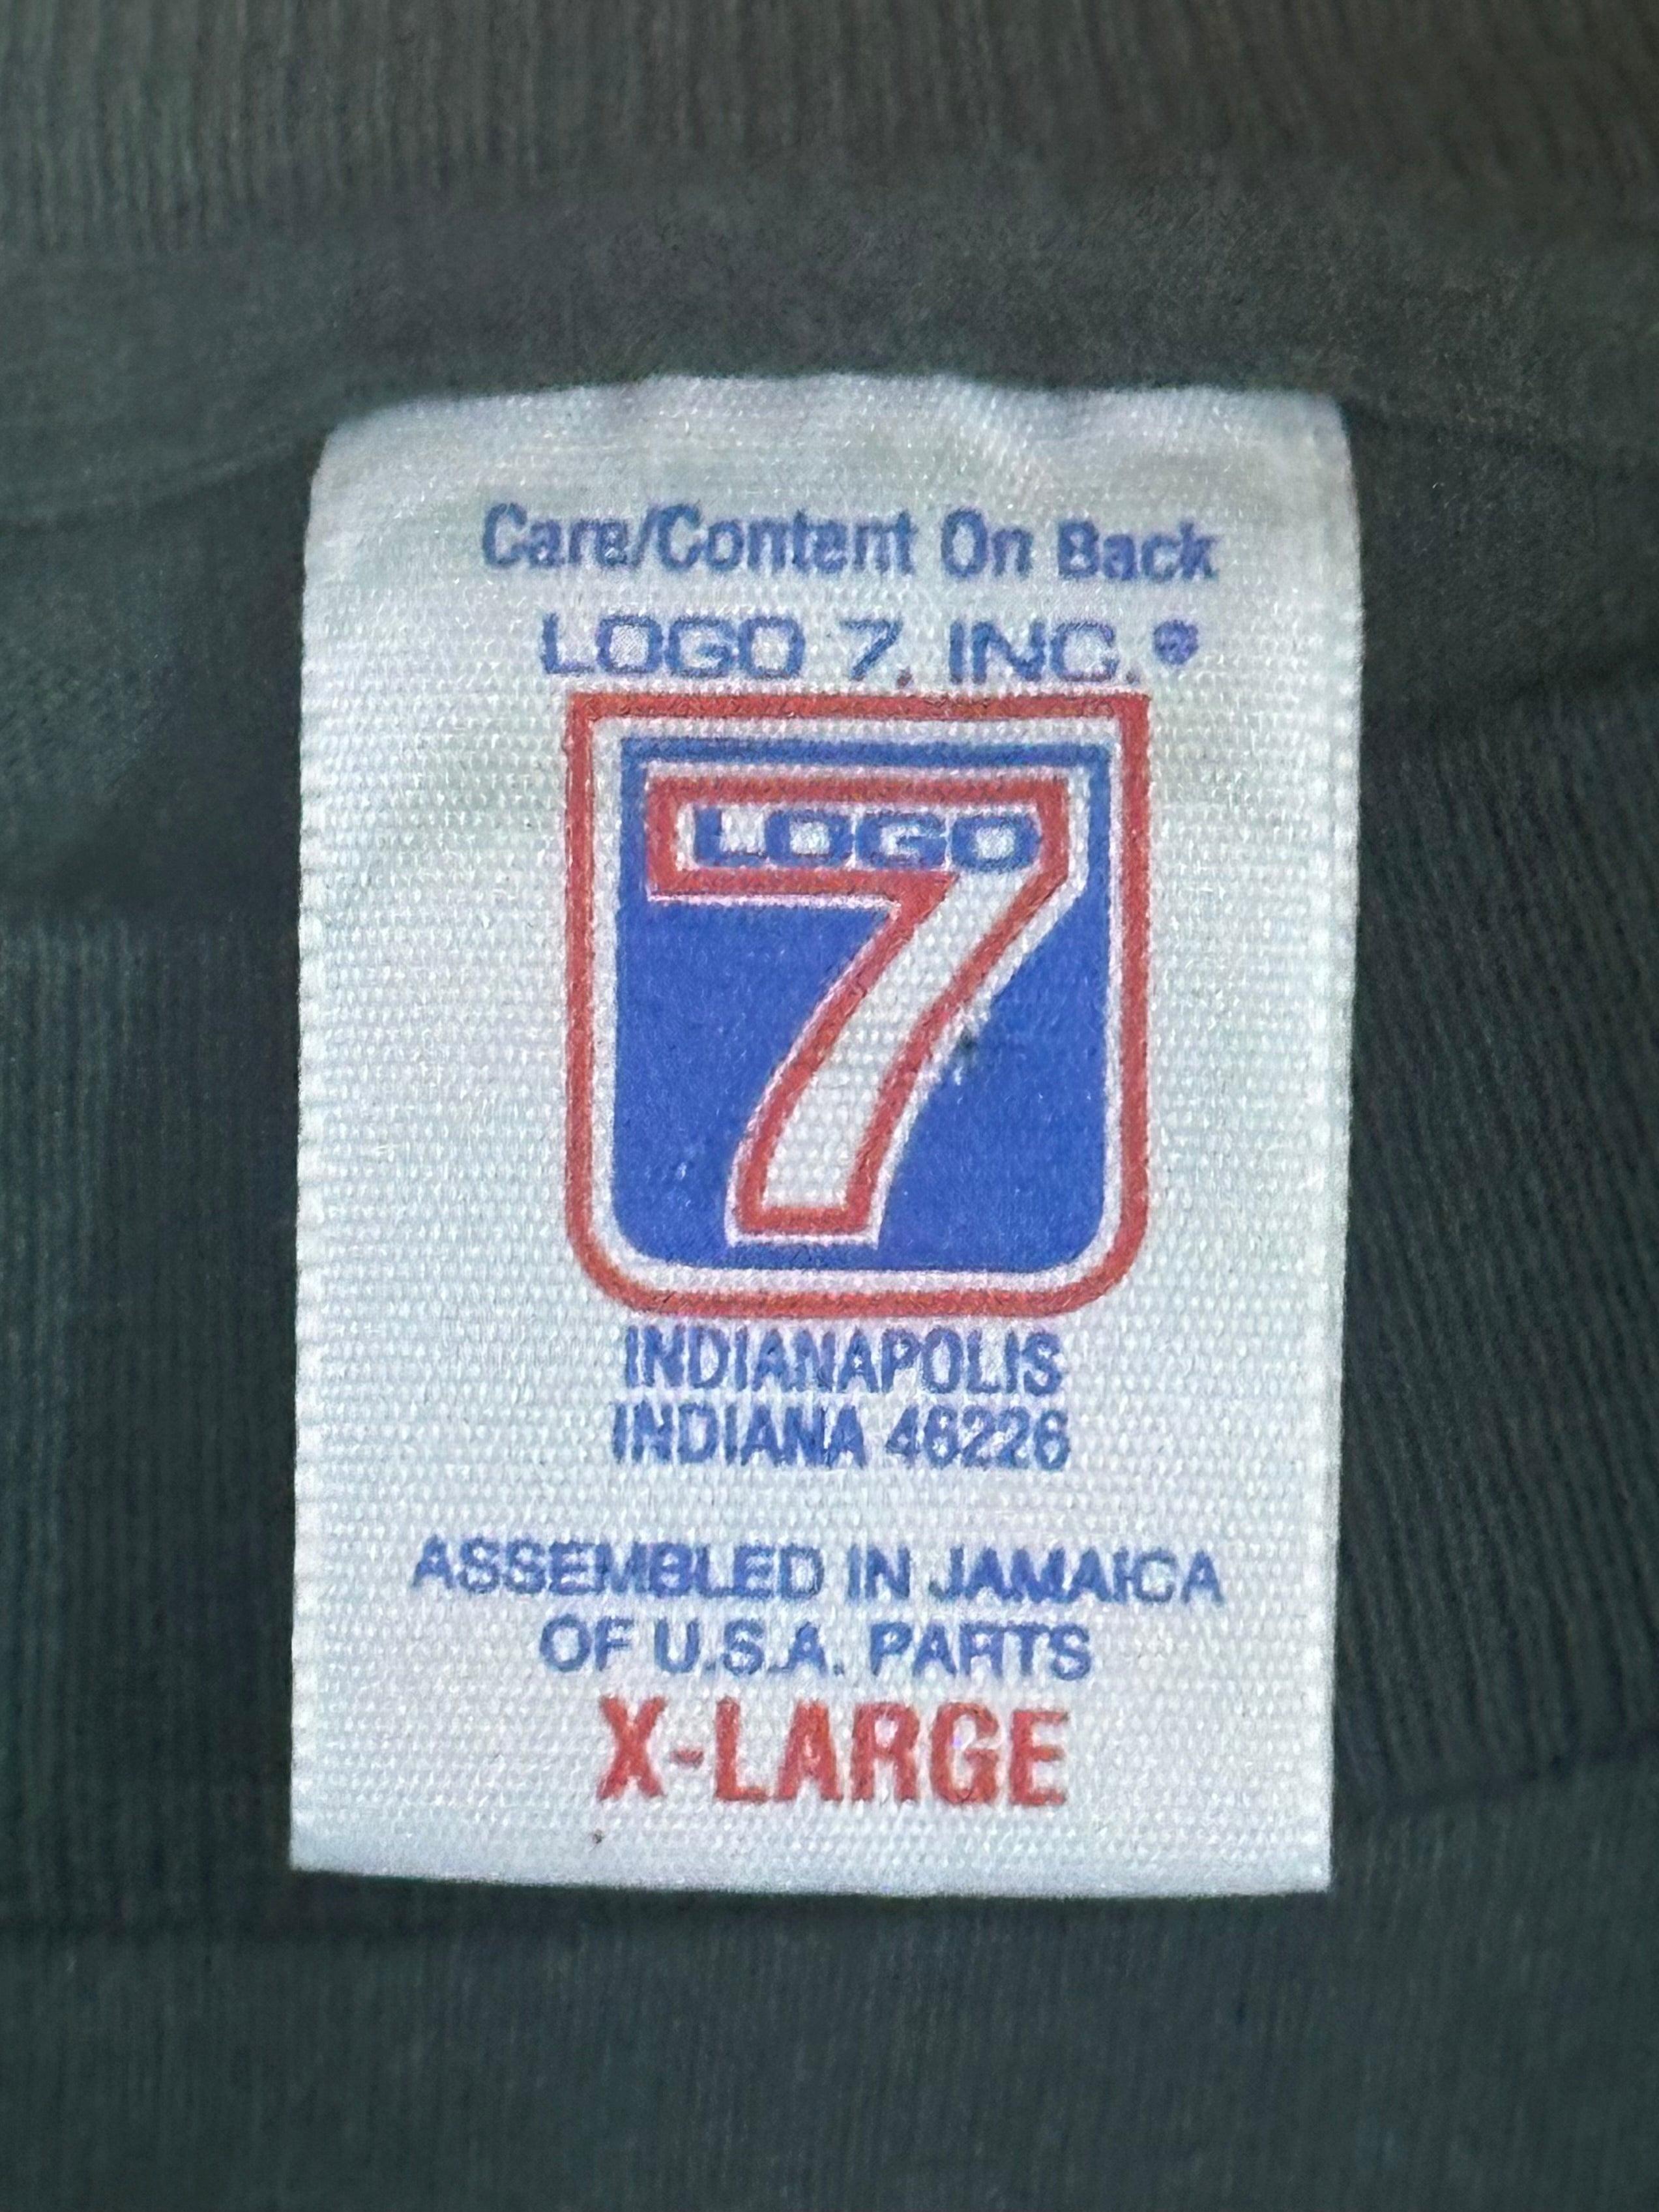 Care/Content On Back
LOGO 7, INC.®
LOGO
7
INDIANAPOLIS
INDIANA 46226
ASSEMBLED IN JAMAICA
OF U.S.A. PARTS
X-LARGE